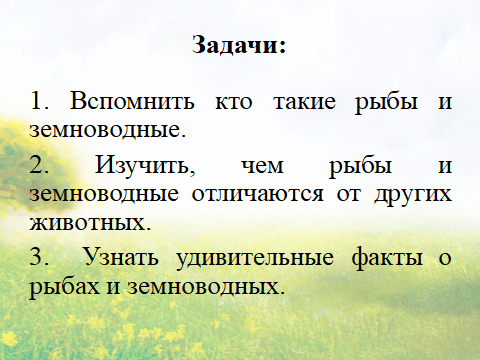 Задачи:
1. Вспомнить кто такие рыбы и
земноводные.
2. Изучить, чем рыбы и
земноводные отличаются от других
животных.
3. Узнать удивительные факты о
рыбах и земноводных.